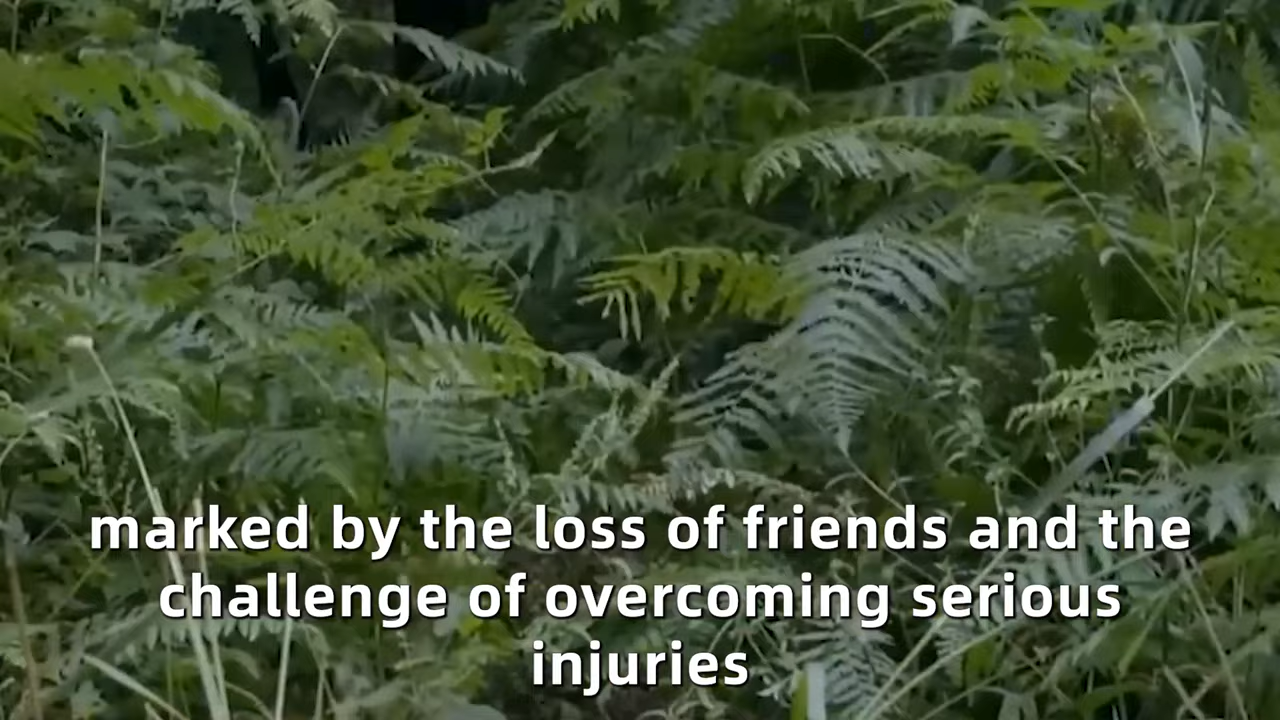 marked by the loss of friends and the
challenge of overcoming serious
injuries